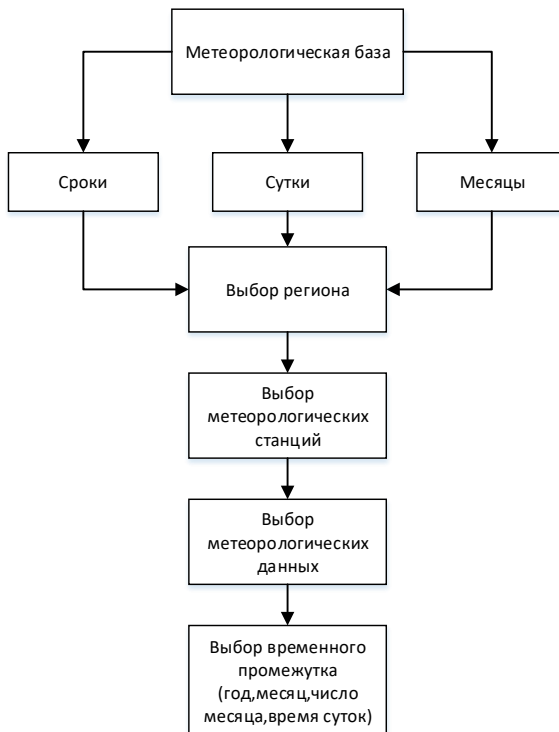 Метеорологическая база
Сроки
Сутки
Месяцы
Выбор региона
Выбор
метеорологических
станций
Выбор
метеорологических
данных
Выбор временного
промежутка
(год,месяц,число
месяца,время суток)